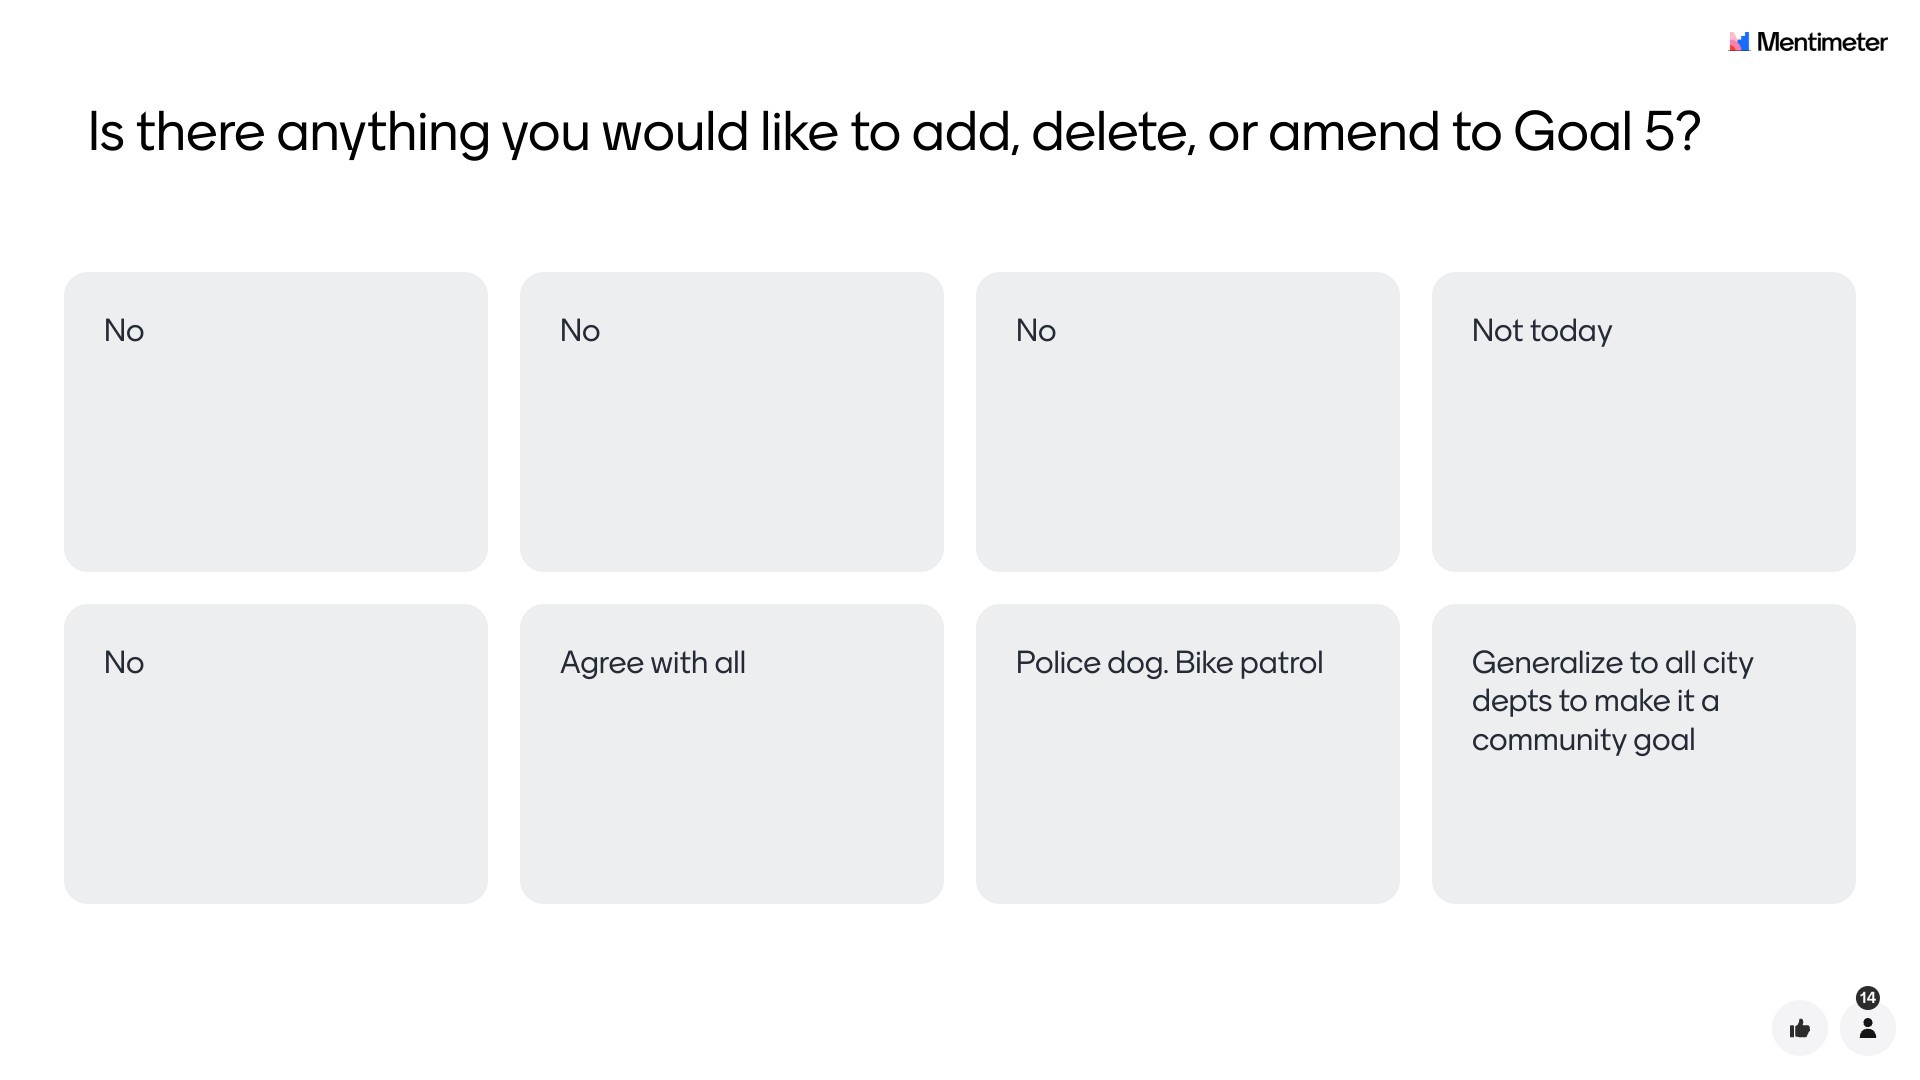 Mentimeter
Is there anything you would like to add, delete, or amend to Goal 5?
No
No
No
Not today
No
Agree with all
Police dog. Bike patrol
Generalize to all city
depts to make it a
community goal
14